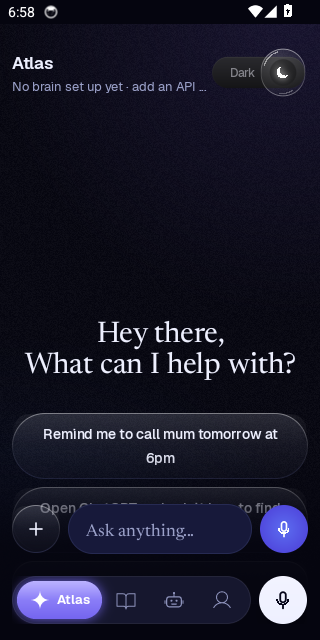 6:58
Atlas
No brain set up yet · add an API ...
Dark
Hey there,
What can I help with?
Remind me to call mum tomorrow at
6pm
Ask anything...
Atlas